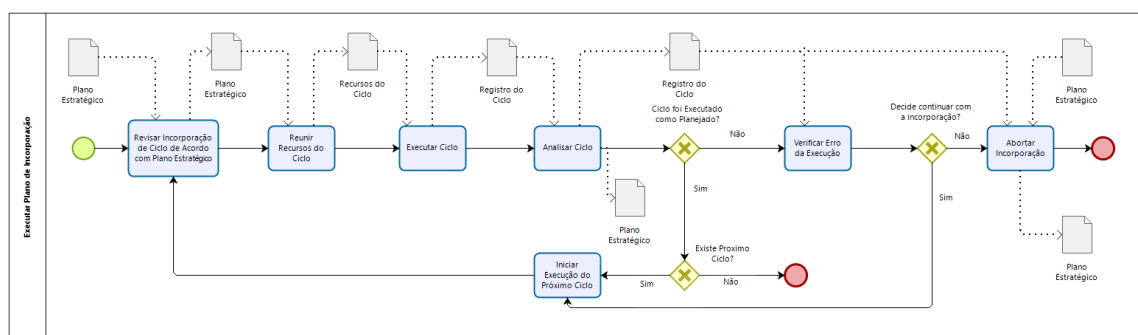 Executar Plano de Incorporação
Plano
Estratégico
Revisar Incorporação
de Ciclo de Acordo
com Plano Estratégico
Plano
Estratégico
Reunir
Recursos do
Ciclo
Recursos do
Ciclo
Executar Ciclo
Registro do
Ciclo
Analisar Ciclo
Plano
Estratégico
Registro do
Ciclo
Ciclo foi Executado
como Planejado?
Não
Sim
Verificar Erro
da Execução
Decide continuar com
a incorporação?
Não
Sim
Abortar
Incorporação
Plano
Estratégico
Plano
Estratégico
Existe Proximo
Ciclo?
Não
Sim
Iniciar
Execução do
Próximo Ciclo